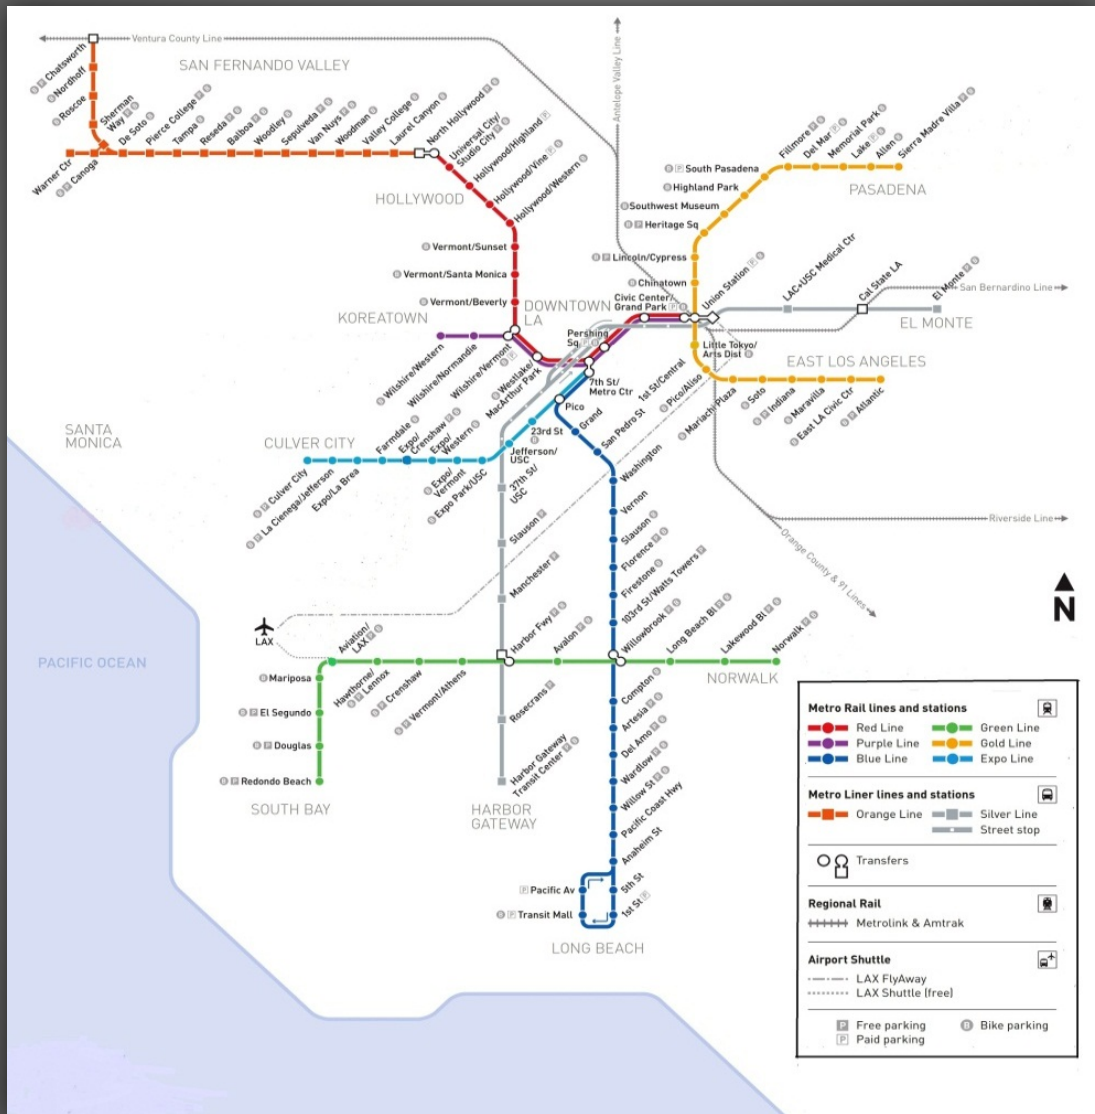 Ventura County Line
Antelope Valley Line
SAN FERNANDO VALLEY
B P Chatsworth
B Nordhoff
B Roscoe
Sherman
Way P B
Warner Ctr
B P Canoga
De Soto B
Pierce College P B
Tampa B
Reseda P B
Balboa P B
Woodley B
Sepulveda P B
Van Nuys P B
Woodman B
Valley College B
Laurel Canyon B
North Hollywood P B
Universal City/
Studio City P B
Hollywood/Highland P
Hollywood/Vine P B
Hollywood/Western B
HOLLYWOOD
B Vermont/Sunset
B Vermont/Santa Monica
B Vermont/Beverly
KOREATOWN
Wilshire/Western
Wilshire/Normandie
Wilshire/Vermont
B P
B Westlake/
MacArthur Park
DOWNTOWN
LA
Pershing
Sq P B
Civic Center/
Grand Park P B
Union Station P B
7th St/
Metro Ctr
Fillmore P B
Del Mar P B
Memorial Park B
Lake P B
Allen B
Sierra Madre Villa P B
PASADENA
B P South Pasadena
B Highland Park
B Southwest Museum
B P Heritage Sq
B P Lincoln/Cypress
B Chinatown
LAC+USC Medical Ctr
Cal State LA
El Monte P B
San Bernardino Line
EL MONTE
Little Tokyo/
Arts Dist B
EAST LOS ANGELES
B Pico/Aliso
B Mariachi Plaza
B Soto
B P Indiana
B Maravilla
B East LA Civic Ctr
B P Atlantic
SANTA
MONICA
CULVER CITY
B P Culver City
B P La Cienega/Jefferson
Expo/La Brea
Farmdale B
Expo/
Crenshaw P B
Expo/
Western B
B Expo/
Vermont
B Expo Park/USC
Jefferson/
USC
23rd St
B
Pico
Grand
San Pedro St
1st St/Central
37th St/
USC
Washington
Vernon
Slauson B
Florence P B
Firestone B
103rd St/Watts Towers P
Willowbrook P B
Slauson P
Manchester P
Harbor Fwy P B
Rosecrans P
Harbor Gateway
Transit Center P B
HARBOR
GATEWAY
Riverside Line
Orange County & 91 Lines
N
LAX
PACIFIC OCEAN
Aviation/
LAX P B
B Mariposa
B P El Segundo
B P Douglas
B P Redondo Beach
SOUTH BAY
Hawthorne/
B P Lennox
B P Crenshaw
B P Vermont/Athens
Avalon P B
Long Beach Bl P B
Lakewood Bl P B
Norwalk P B
NORWALK
Compton B
Artesia P B
Del Amo P B
Wardlow P B
Willow St P B
Pacific Coast Hwy
Anaheim St
5th St
1st St P
P Pacific Av
B P Transit Mall
LONG BEACH
Metro Rail lines and stations
Red Line
Green Line
Purple Line
Gold Line
Blue Line
Expo Line
Metro Liner lines and stations
Orange Line
Silver Line
Street stop
Transfers
Regional Rail
Metrolink & Amtrak
Airport Shuttle
LAX FlyAway
LAX Shuttle (free)
P Free parking
B Bike parking
P Paid parking